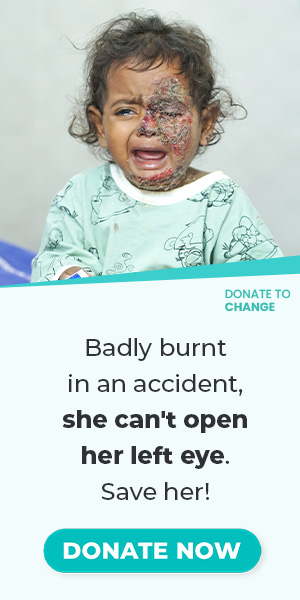 DONATE TO
CHANGE
Badly burnt
in an accident,
she can't open
her left eye.
Save her!
DONATE NOW